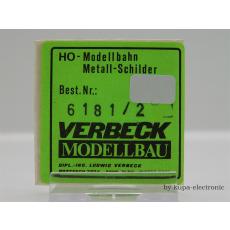 HO-Modellbahn
Metall-Schilder
Best.Nr.:
6181/2
VERBECK
MODELLBAU
DIPL.-ING. LUDWIG VERBECK
by kupa-electronic